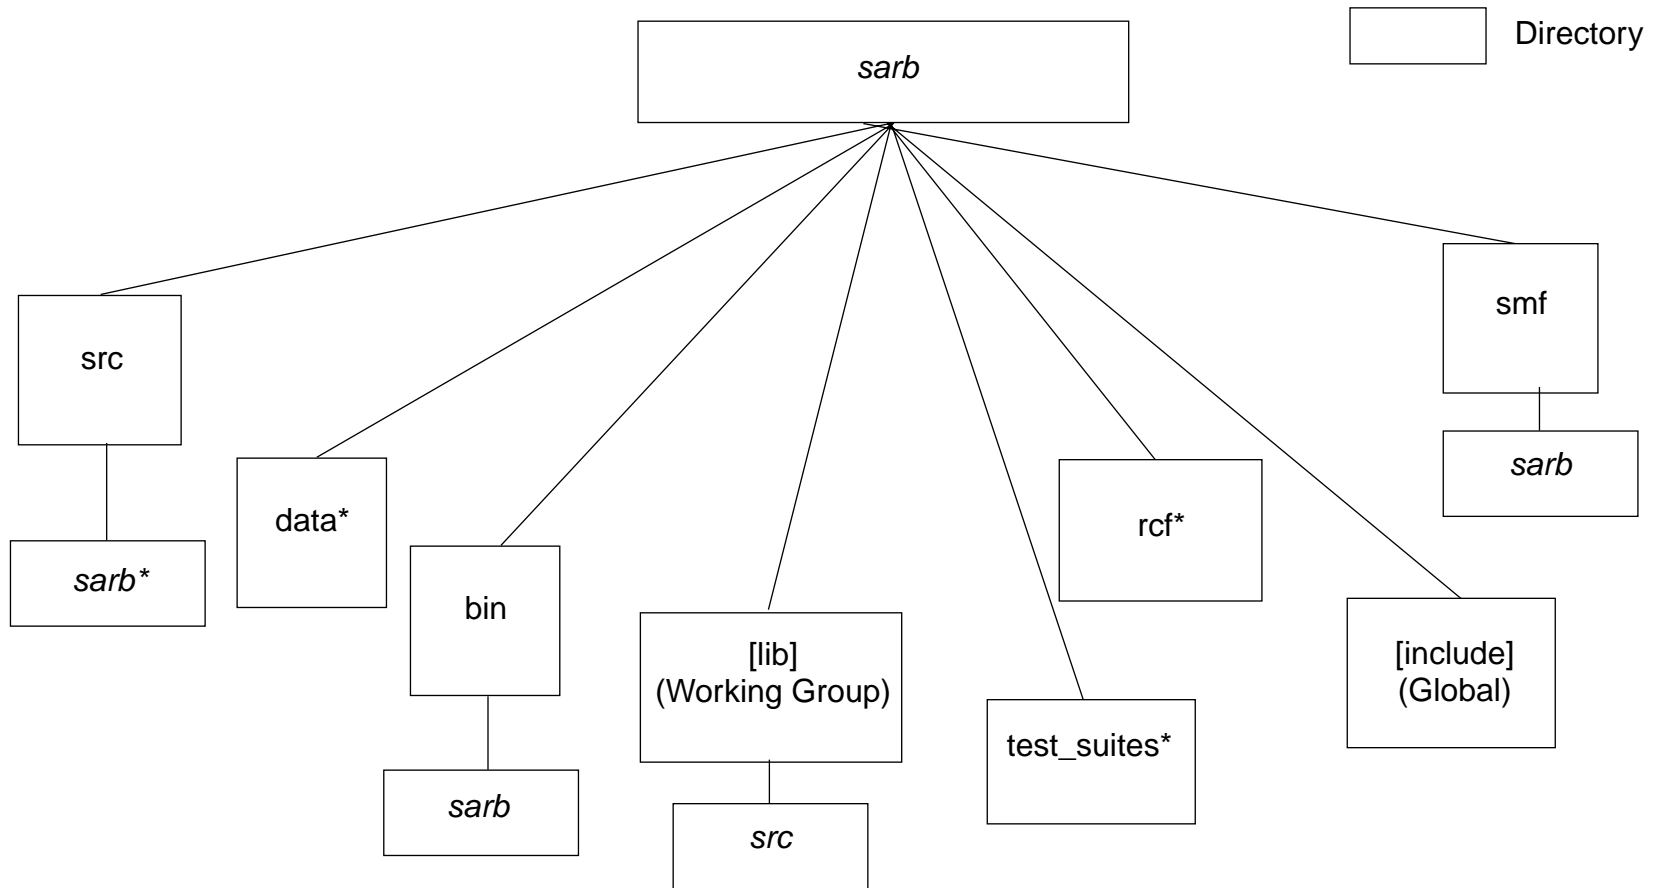 sarb
Directory
src
sarb*
data*
bin
sarb
[lib]
(Working Group)
src
test_suites*
rcf*
[include]
(Global)
smf
sarb